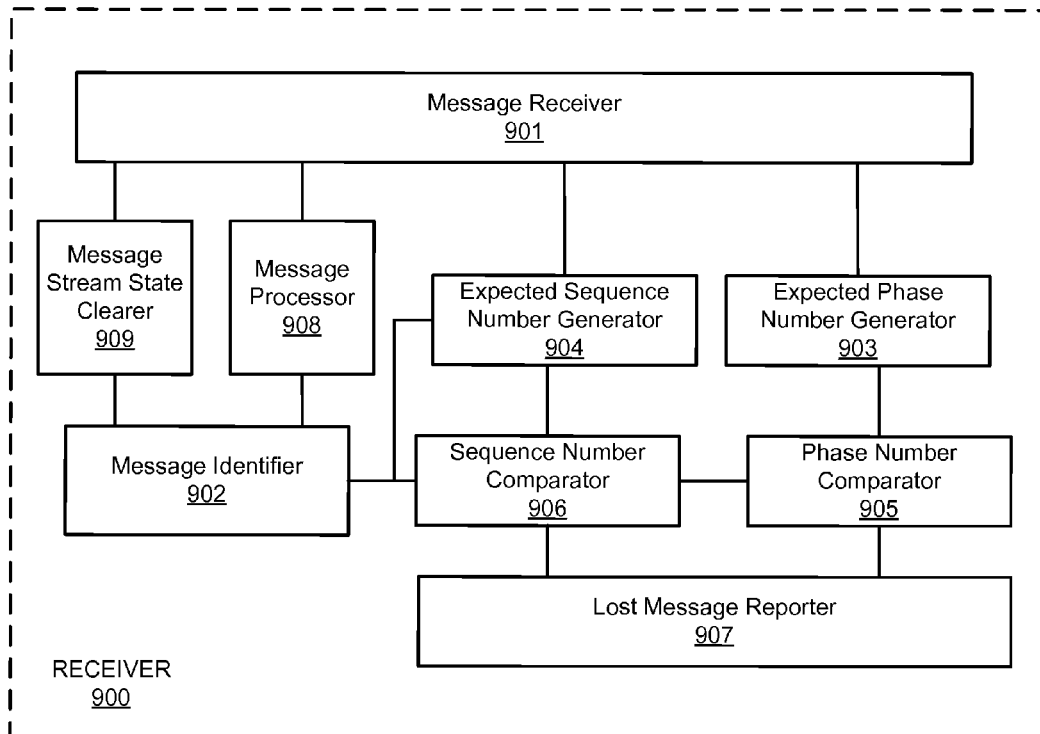 Message Receiver
901
Message
Stream State
Clearer
909
Message
Processor
908
Expected Sequence
Number Generator
904
Expected Phase
Number Generator
903
Message Identifier
902
Sequence Number
Comparator
906
Phase Number
Comparator
905
Lost Message Reporter
907
RECEIVER
900